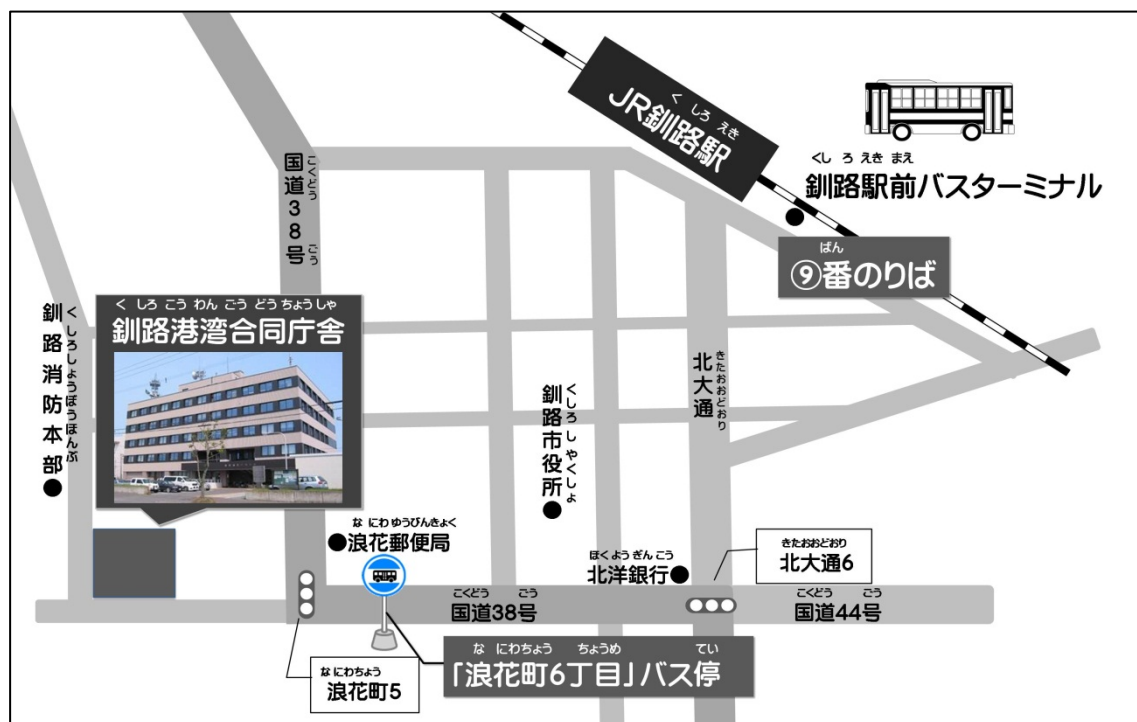 くしろえき
JR釧路駅
くしろえきまえ
釧路駅前バスターミナル
ばん
⑨番のりば
こくどう ごう
国道38号
くしろこうわんごうどうちょうしゃ
釧路港湾合同庁舎
くしろしょうぼうほんぶ
釧路消防本部
きたおおどおり
北大通
くしろしやくしょ
釧路市役所
なにわゆうびんきょく
浪花郵便局
ほくようぎんこう
北洋銀行
きたおおどおり
北大通6
こくどう ごう
国道38号
こくどう ごう
国道44号
なにわちょう
浪花町5
なにわちょう ちょうめ てい
「浪花町6丁目」バス停